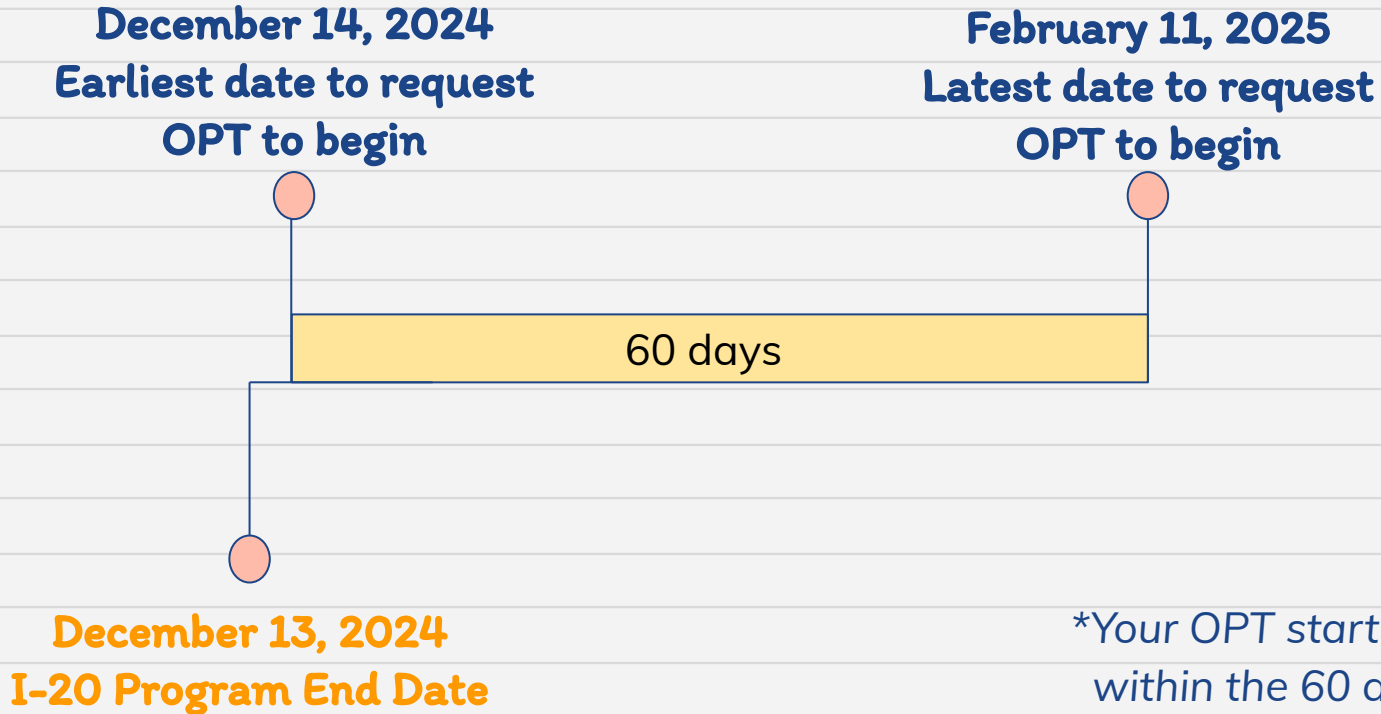 December 14, 2024
Earliest date to request
OPT to begin
February 11, 2025
Latest date to request
OPT to begin
60 days
December 13, 2024
I-20 Program End Date
*Your OPT start
within the 60